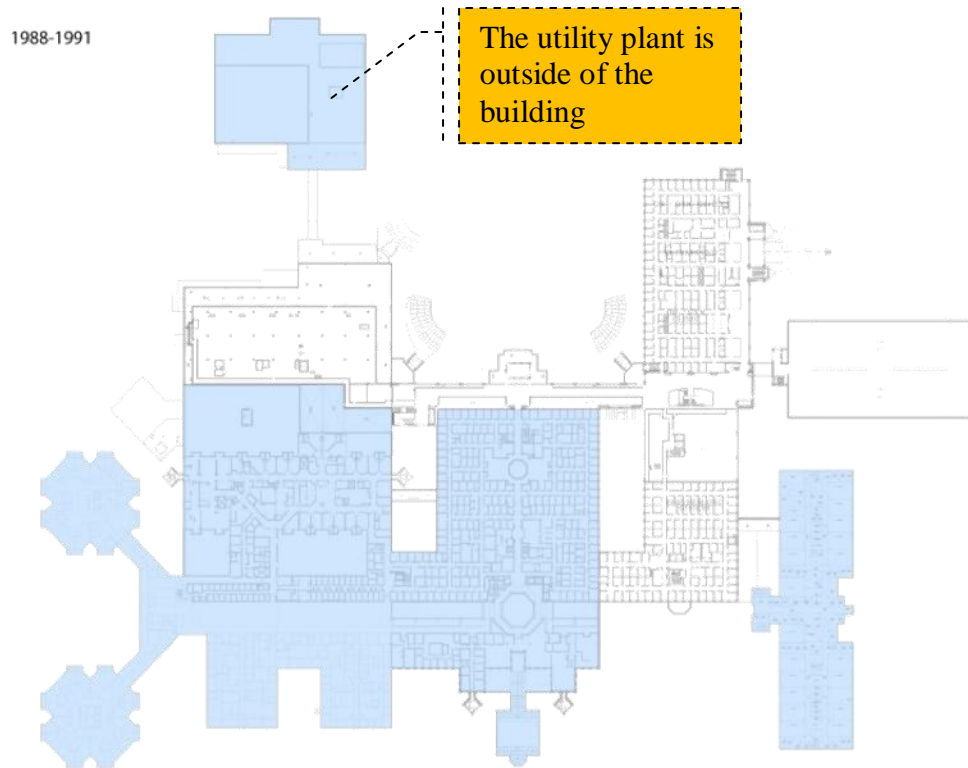 1988-1991
The utility plant is
outside of the
building